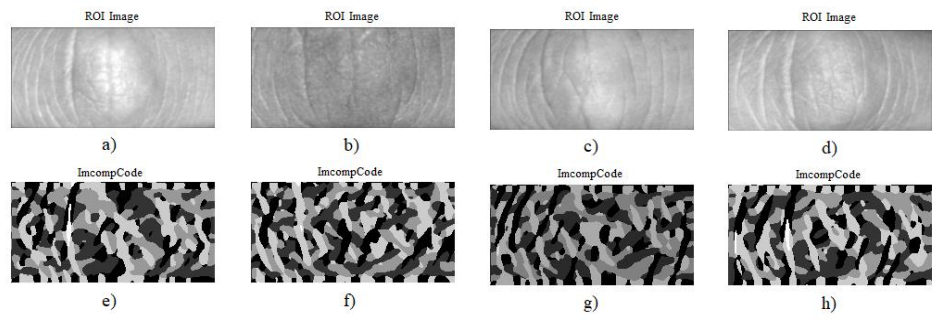 ROI Image ROI Image ROI Image ROI Image
a) b) c) d)
ImcompCode ImcompCode ImcompCode ImcompCode
e) f) g) h)